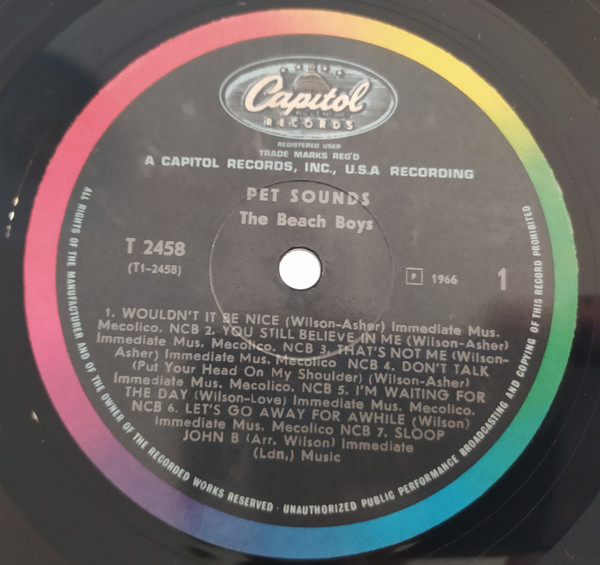 Capitol
RECORDS
REGISTERED USER
TRADE MARKS REG'D
A CAPITOL RECORDS, INC., U.S.A RECORDING
PET SOUNDS
The Beach Boys
T 2458
(T1-2458)
P 1966
1
1. WOULDN'T IT BE NICE (Wilson-Asher) Immediate Mus.
Mecolico. NCB 2. YOU STILL BELIEVE IN ME (Wilson-Asher)
Immediate Mus. Mecolico. NCB 3. THAT'S NOT ME (Wilson-
Asher) Immediate Mus. Mecolico NCB 4. DON'T TALK
(Put Your Head On My Shoulder) (Wilson-Asher)
Immediate Mus. Mecolico. NCB 5. I'M WAITING FOR
THE DAY (Wilson-Love) Immediate Mus. Mecolico.
NCB 6. LET'S GO AWAY FOR AWHILE (Wilson)
Immediate Mus. Mecolico NCB 7. SLOOP
JOHN B (Arr. Wilson) Immediate
(Ldn,) Music
ALL RIGHTS OF THE MANUFACTURER AND OF THE OWNER OF THE RECORDED WORKS RESERVED · UNAUTHORIZED PUBLIC PERFORMANCE BROADCASTING AND COPYING OF THIS RECORD PROHIBITED